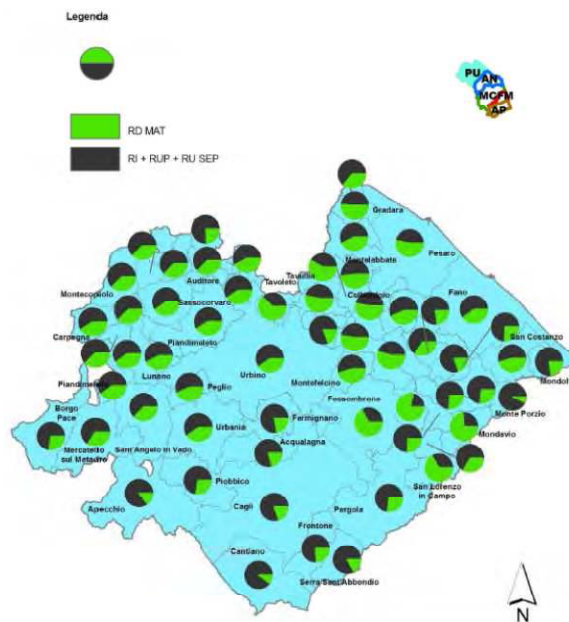 Legenda
RD MAT
RI + RUP + RU SEP
PU
AN
MC
FM
AP
Gradara
Pesaro
Montelabbate
Tavullia
Auditore
Tavoleto
Montecopiolo
Sassocorvaro
Colbordolo
Fano
Carpegna
Piandimeleto
San Costanzo
Lunano
Urbino
Montefelcino
Mondolfo
Piandimeleto
Peglio
Fossombrone
Borgo
Pace
Monte Porzio
Mercatello
sul Metauro
Sant'Angelo in Vado
Urbania
Fermignano
Mondavio
Acqualagna
Apecchio
Piobbico
San Lorenzo
in Campo
Cagli
Pergola
Frontone
Cantiano
Serra Sant'Abbondio
N